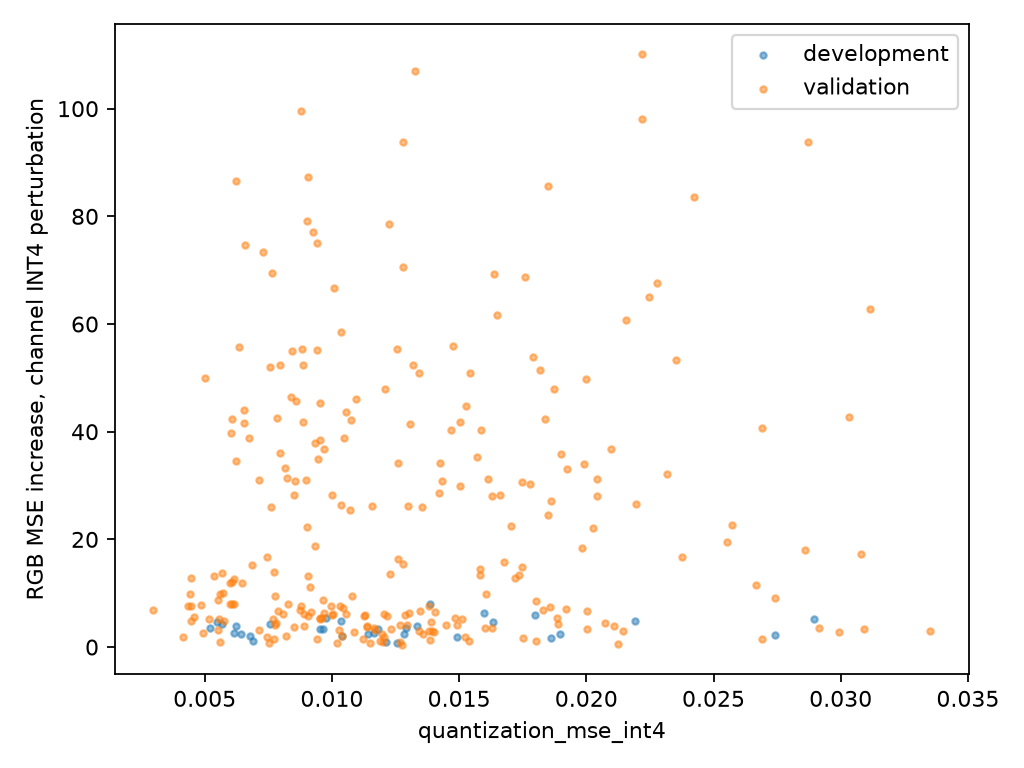 development
validation
RGB MSE increase, channel INT4 perturbation
100
80
60
40
20
0
0.005 0.010 0.015 0.020 0.025 0.030 0.035
quantization_mse_int4